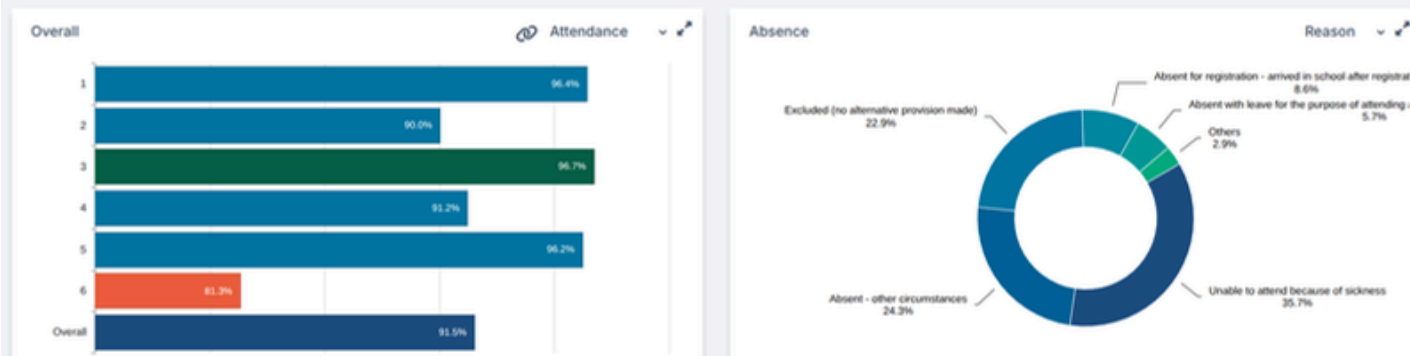 Overall
Attendance
1
96.4%
2
90.0%
3
96.7%
4
91.2%
5
96.2%
6
81.3%
Overall
91.5%
Absence
Reason
Absent for registration - arrived in school after registrat
8.6%
Absent with leave for the purpose of attending
5.7%
Others
2.9%
Excluded (no alternative provision made)
22.9%
Absent - other circumstances
24.3%
Unable to attend because of sickness
35.7%